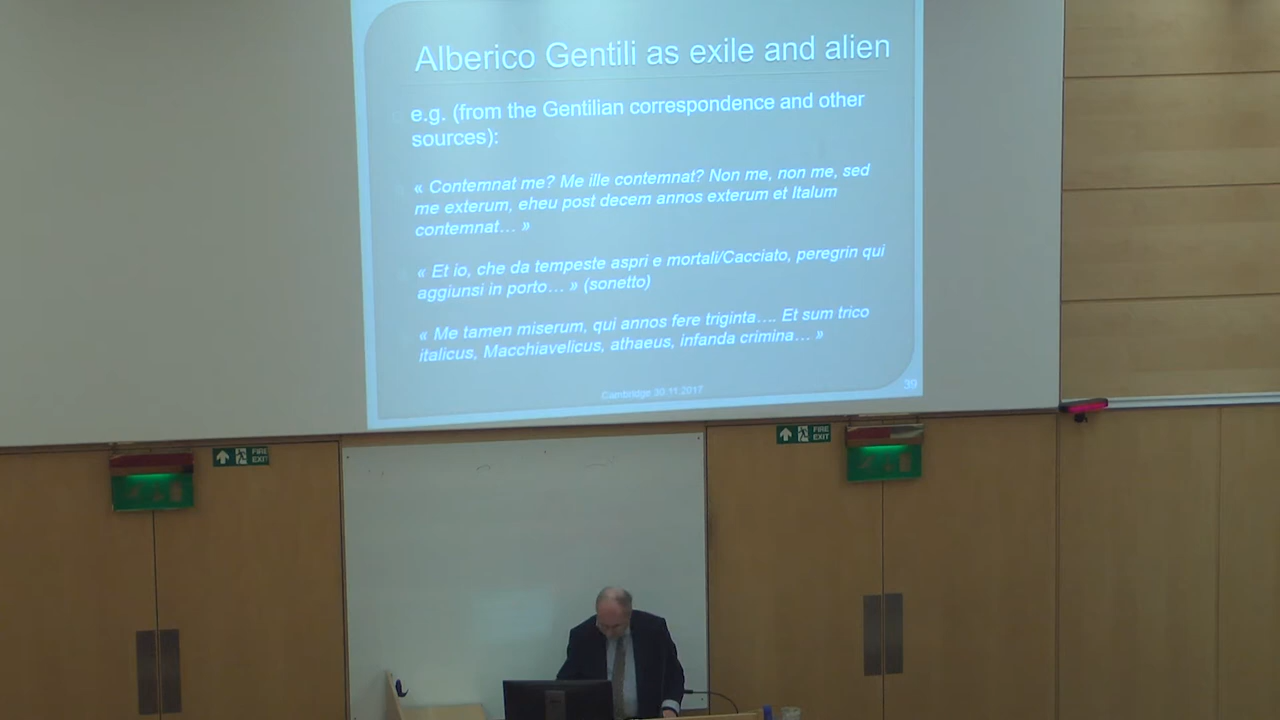 Alberico Gentili as exile and alien
e.g. (from the Gentilian correspondence and other
sources):
« Contemnat me? Me ille contemnat? Non me, non me, sed
me exterum, eheu post decem annos exterum et Italum
contemnat… »
« Et io, che da tempeste aspri e mortali/Cacciato, peregrin qui
aggiunsi in porto… » (sonetto)
« Me tamen miserum, qui annos fere triginta…. Et sum trico
italicus, Macchiavelicus, athaeus, infanda crimina… »
Cambridge 30.11.2017
39
FIRE
EXIT
FIRE
EXIT